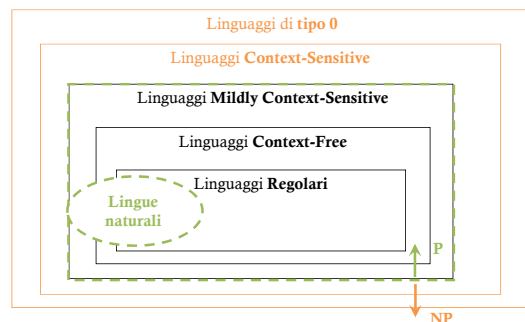 Linguaggi di tipo 0
Linguaggi Context-Sensitive
Linguaggi Mildly Context-Sensitive
Linguaggi Context-Free
Linguaggi Regolari
Lingue
naturali
P
NP